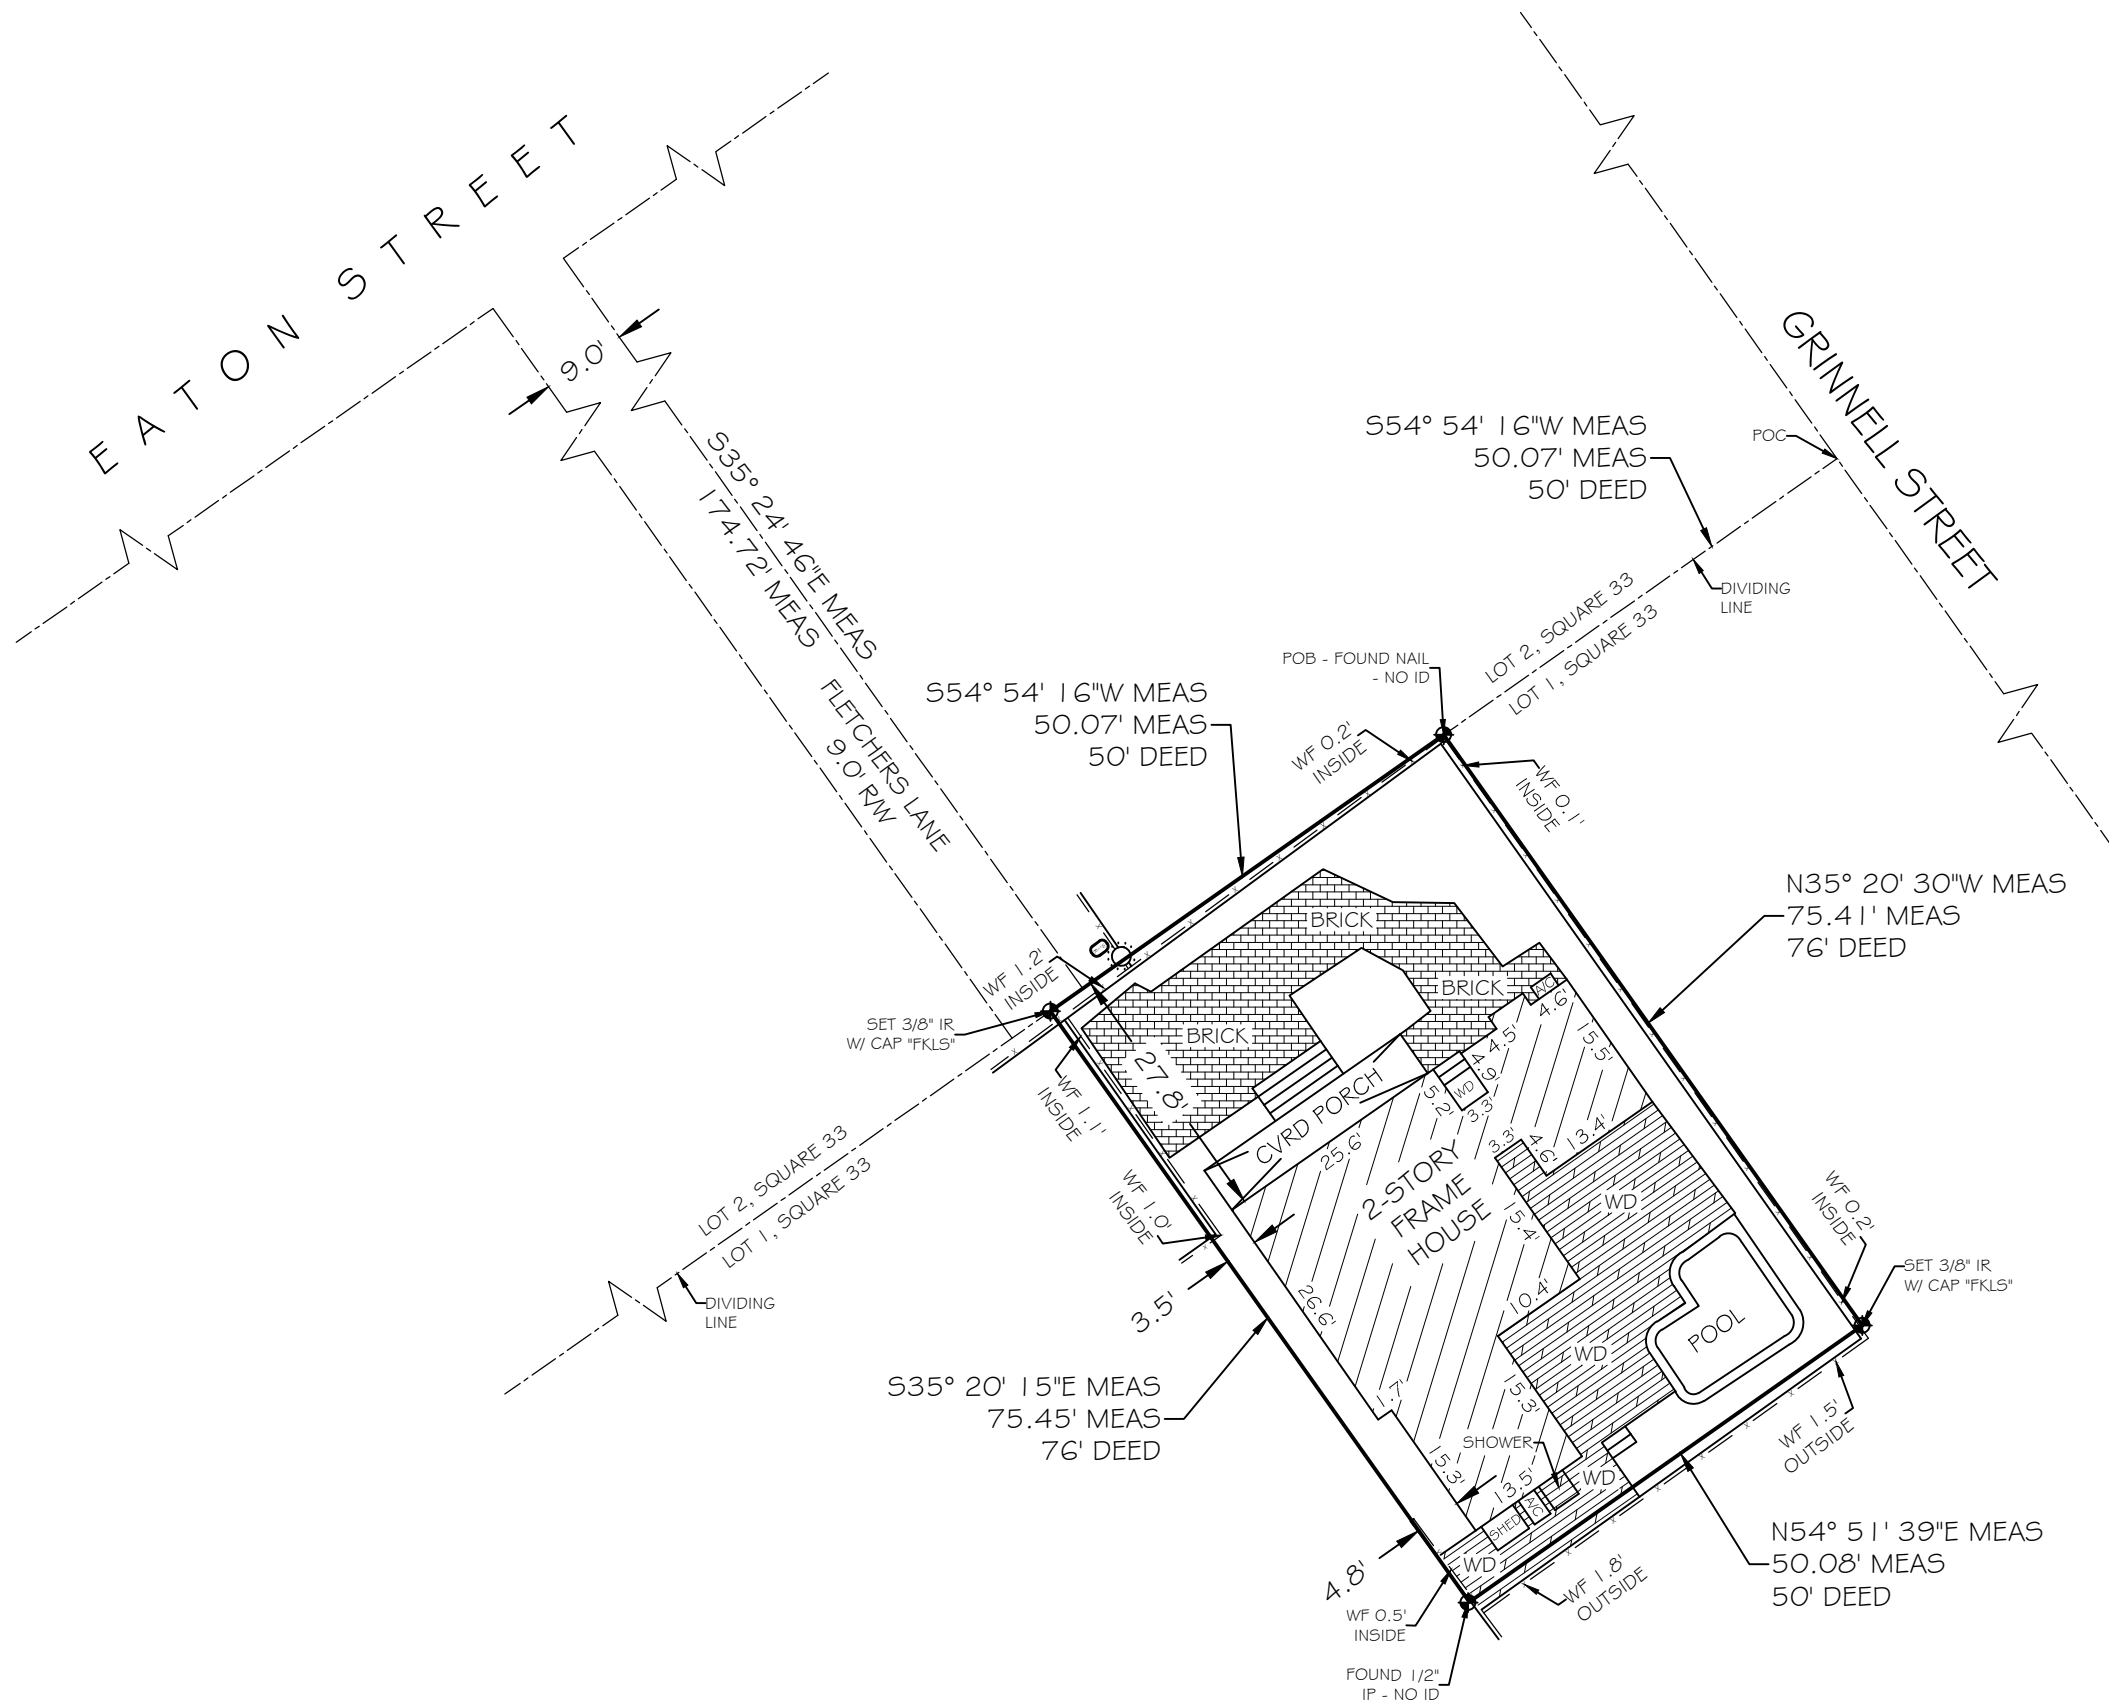 EATON STREET
9.0'
S35° 24' 46"E MEAS
174.72' MEAS
FLETCHERS LANE
9.0' R/W
GRINNELL STREET
POC
S54° 54' 16"W MEAS
50.07' MEAS
50' DEED
DIVIDING
LINE
LOT 2, SQUARE 33
LOT 1, SQUARE 33
POB - FOUND NAIL
- NO ID
S54° 54' 16"W MEAS
50.07' MEAS
50' DEED
WF 0.2'
INSIDE
WF 0.1'
INSIDE
N35° 20' 30"W MEAS
75.41' MEAS
76' DEED
BRICK
BRICK
BRICK
WF 1.2'
INSIDE
SET 3/8" IR
W/ CAP "FKLS"
WF 1.1'
INSIDE
27.8'
CVRD PORCH
A/C
4.6'
15.5'
4.5'
4.9'
WD
5.2'
3.3'
25.6'
3.3'
4.6'
13.4'
2-STORY
FRAME
HOUSE
WD
15.4'
10.4'
WF 1.0'
INSIDE
LOT 2, SQUARE 33
LOT 1, SQUARE 33
DIVIDING
LINE
3.5'
26.6'
WF 0.2'
INSIDE
SET 3/8" IR
W/ CAP "FKLS"
POOL
WD
S35° 20' 15"E MEAS
75.45' MEAS
76' DEED
1.7'
15.3'
15.3'
SHOWER
13.5'
WD
A/C
SHED
WD
WF 1.5'
OUTSIDE
N54° 51' 39"E MEAS
50.08' MEAS
50' DEED
4.8'
WF 1.8'
OUTSIDE
WF 0.5'
INSIDE
FOUND 1/2"
IP - NO ID